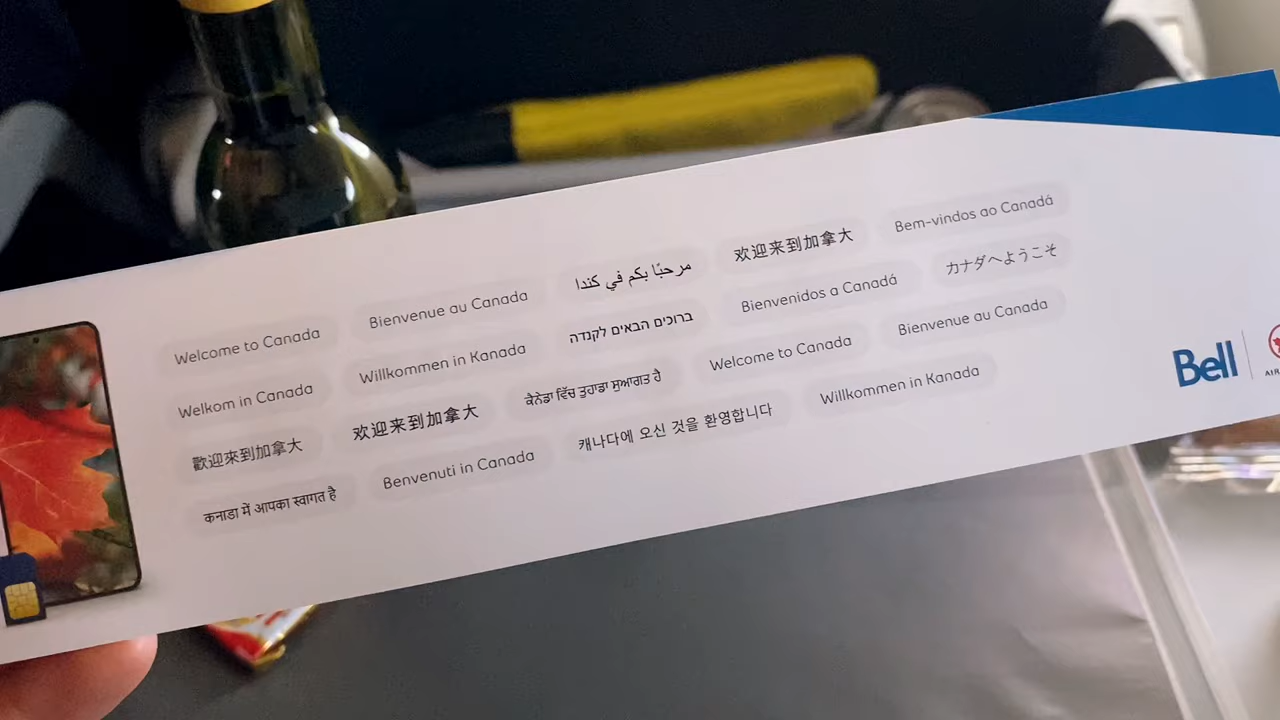 Welcome to Canada Bienvenue au Canada مرحبًا بكم في كندا 欢迎来到加拿大 Bem-vindos ao Canadá
Welkom in Canada Willkommen in Kanada ברוכים הבאים לקנדה Bienvenidos a Canadá カナダへようこそ
歡迎來到加拿大 欢迎来到加拿大 ਕੈਨੇਡਾ ਵਿੱਚ ਤੁਹਾਡਾ ਸੁਆਗਤ ਹੈ Welcome to Canada Bienvenue au Canada
कनाडा में आपका स्वागत है Benvenuti in Canada 캐나다에 오신 것을 환영합니다 Willkommen in Kanada
Bell
AIR